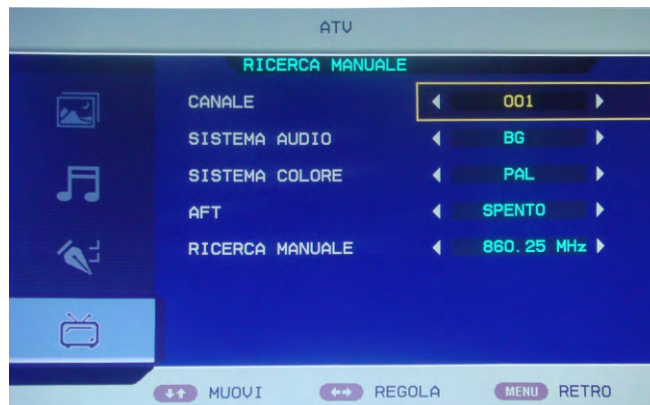 ATV
RICERCA MANUALE
CANALE 001
SISTEMA AUDIO BG
SISTEMA COLORE PAL
AFT SPENTO
RICERCA MANUALE 860.25 MHz
MUOVI REGOLA MENU RETRO